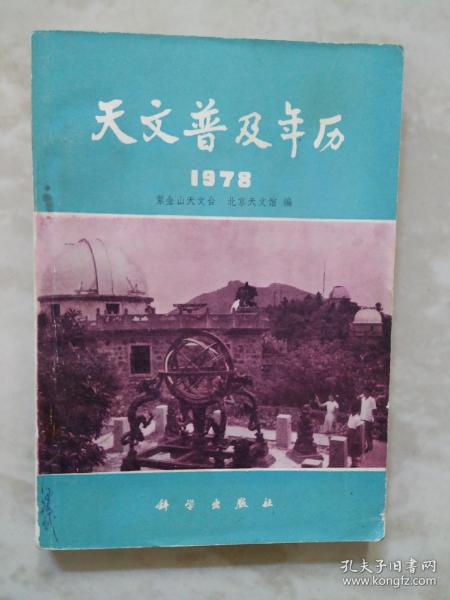 天文普及年历
1978
紫金山天文台 北京天文馆 编
科学出版社
孔夫子旧书网
www.kongfz.com